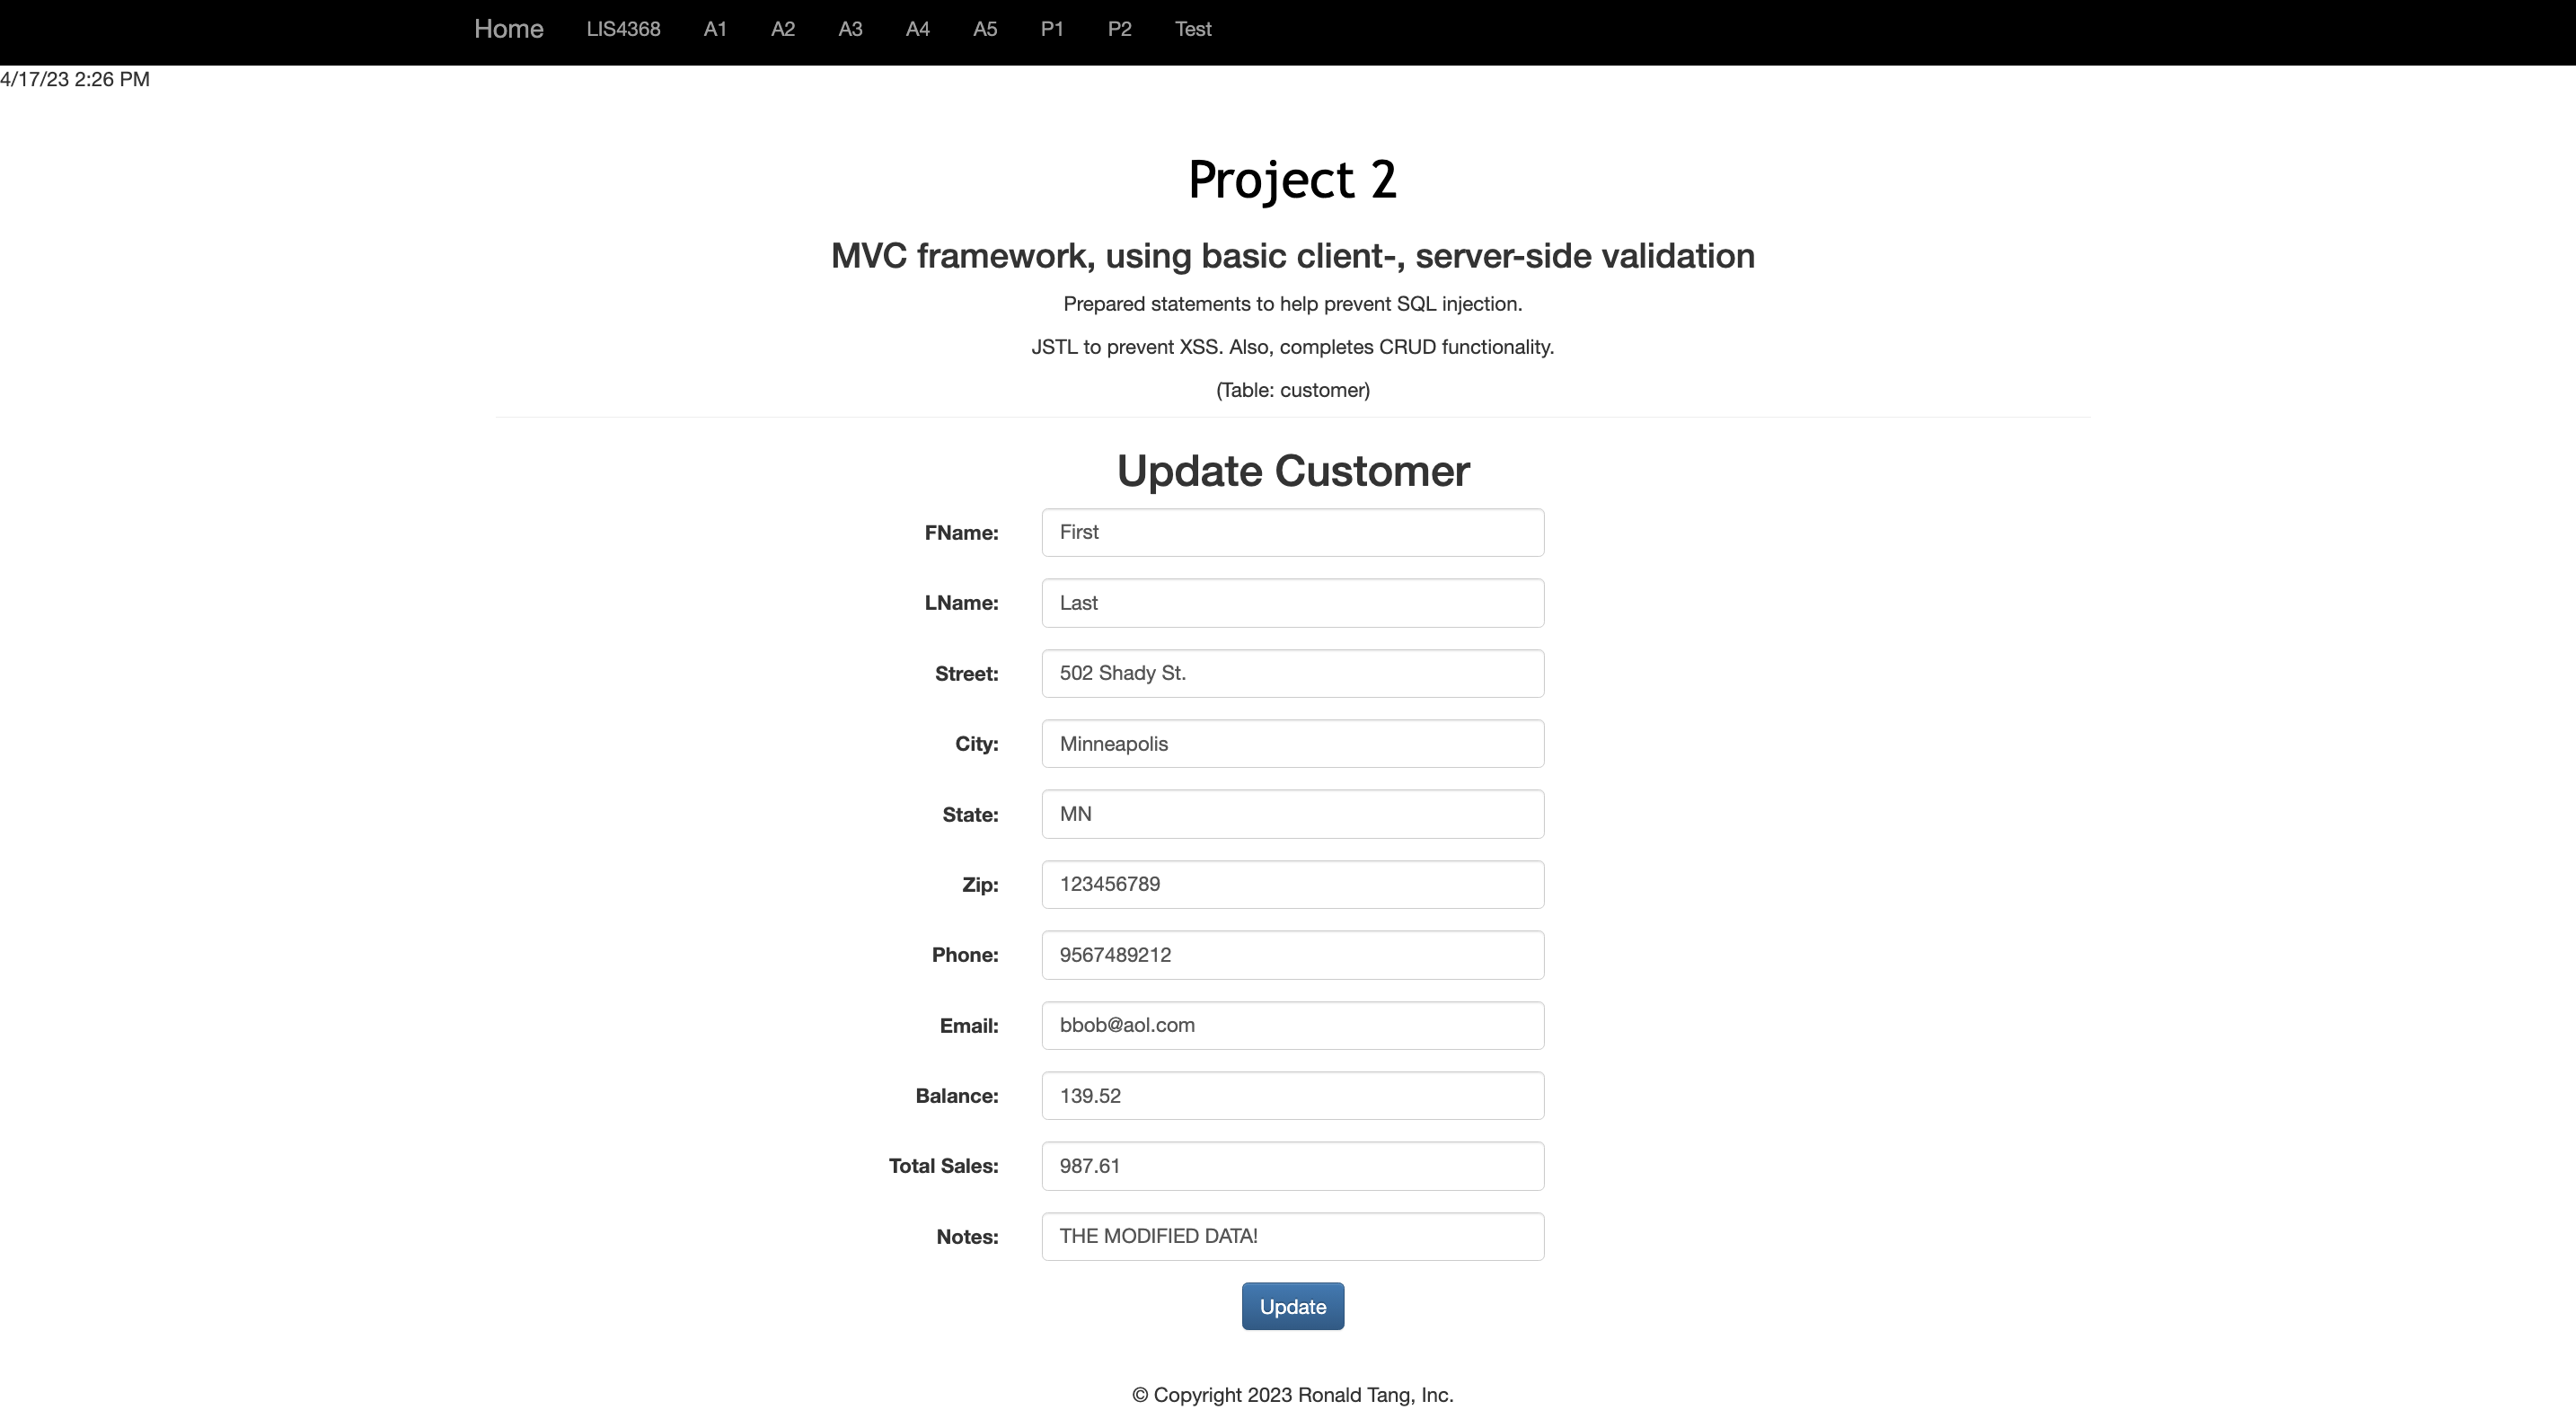 Home LIS4368 A1 A2 A3 A4 A5 P1 P2 Test
4/17/23 2:26 PM
Project 2
MVC framework, using basic client-, server-side validation
Prepared statements to help prevent SQL injection.
JSTL to prevent XSS. Also, completes CRUD functionality.
(Table: customer)
Update Customer
FName: First
LName: Last
Street: 502 Shady St.
City: Minneapolis
State: MN
Zip: 123456789
Phone: 9567489212
Email: bbob@aol.com
Balance: 139.52
Total Sales: 987.61
Notes: THE MODIFIED DATA!
Update
© Copyright 2023 Ronald Tang, Inc.